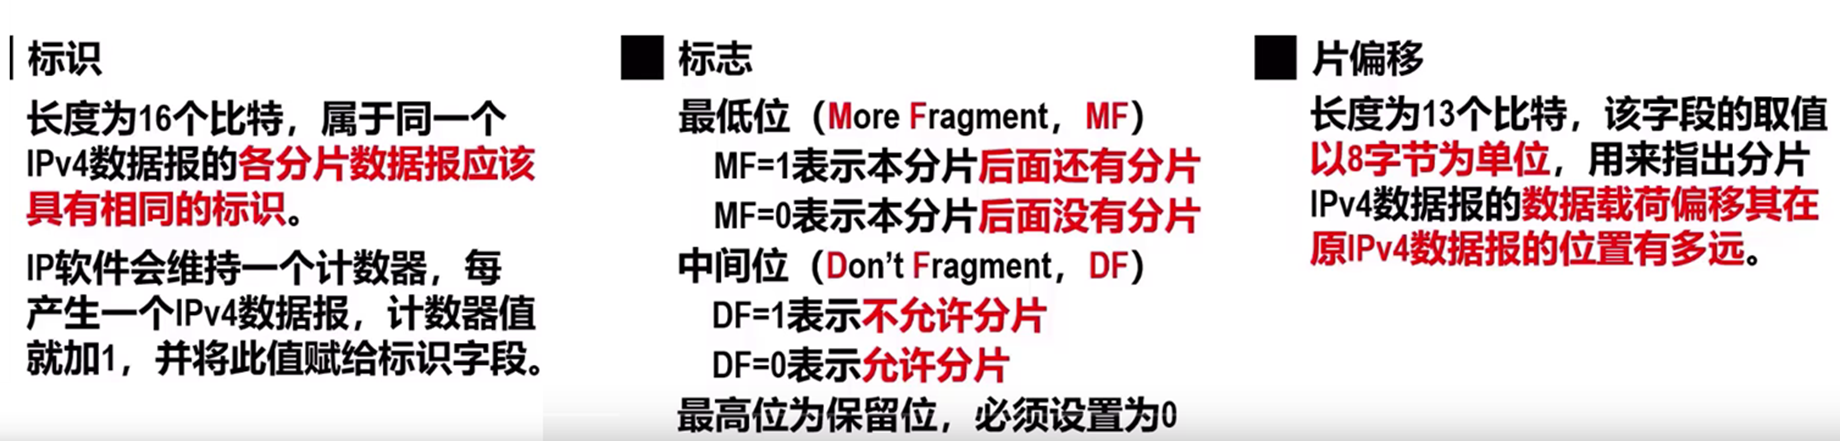 标识
长度为16个比特，属于同一个
IPv4数据报的各分片数据报应该
具有相同的标识。
IP软件会维持一个计数器，每
产生一个IPv4数据报，计数器值
就加1，并将此值赋给标识字段。
标志
最低位（More Fragment，MF）
MF=1表示本分片后面还有分片
MF=0表示本分片后面没有分片
中间位（Don't Fragment，DF）
DF=1表示不允许分片
DF=0表示允许分片
最高位为保留位，必须设置为0
片偏移
长度为13个比特，该字段的取值
以8字节为单位，用来指出分片
IPv4数据报的数据载荷偏移其在
原IPv4数据报的位置有多远。